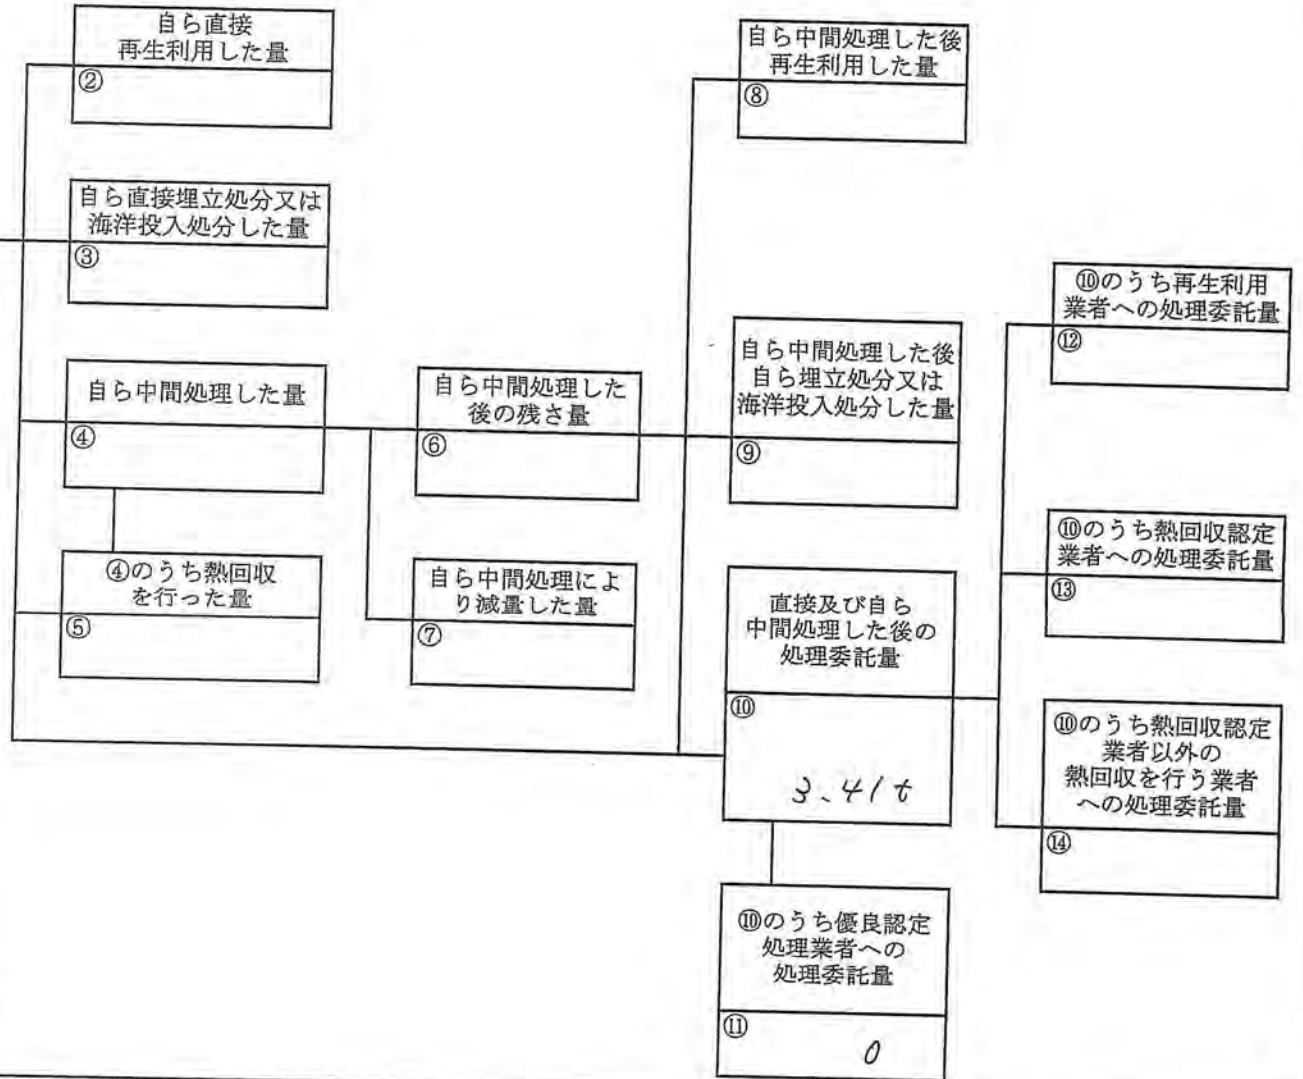 自ら直接
再生利用した量
②
自ら直接埋立処分又は
海洋投入処分した量
③
自ら中間処理した量
④
④のうち熱回収
を行った量
⑤
自ら中間処理した
後の残さ量
⑥
自ら中間処理によ
り減量した量
⑦
自ら中間処理した後
再生利用した量
⑧
自ら中間処理した後
自ら埋立処分又は
海洋投入処分した量
⑨
直接及び自ら
中間処理した後の
処理委託量
⑩
3.41t
⑩のうち優良認定
処理業者への
処理委託量
⑪
0
⑩のうち再生利用
業者への処理委託量
⑫
⑩のうち熱回収認定
業者への処理委託量
⑬
⑩のうち熱回収認定
業者以外の
熱回収を行う業者
への処理委託量
⑭